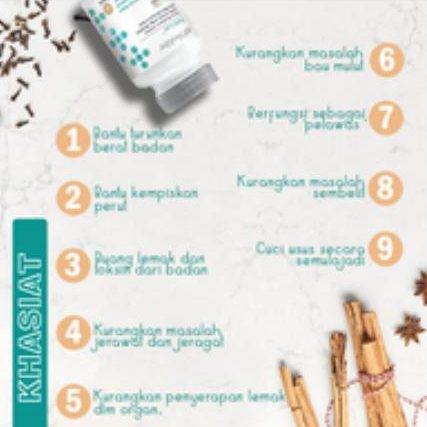 KHASIAT
1 Bantu turunkan
berat badan
2 Bantu kempiskan
perut
3 Buang lemak dan
toksin dari badan
4 Kurangkan masalah
jerawat dan jeragat
5 Kurangkan penyerapan lemak
dlm organ.
Kurangkan masalah 6
bau mulut
Berfungsi sebagai 7
pelawas
Kurangkan masalah 8
sembelit
Cuci usus secara 9
semulajadi